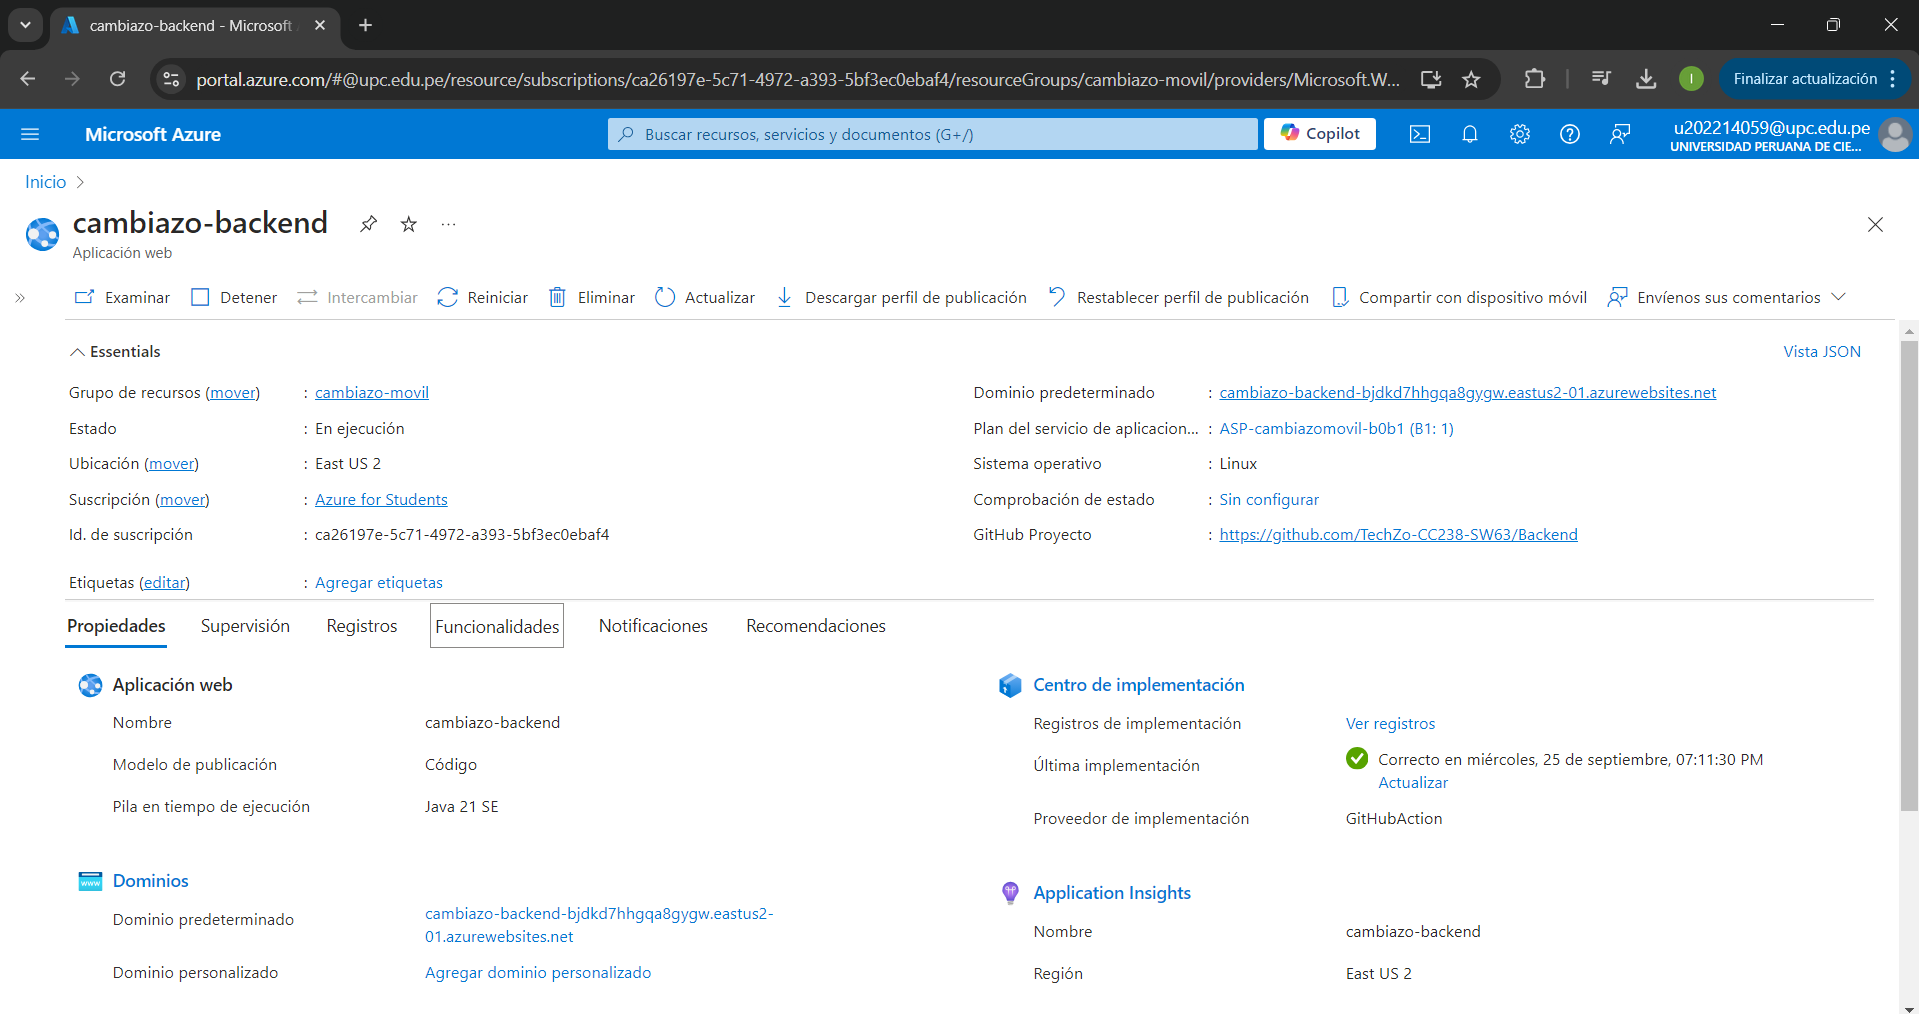 cambiazo-backend - Microsoft
portal.azure.com/#@upc.edu.pe/resource/subscriptions/ca26197e-5c71-4972-a393-5bf3ec0ebaf4/resourceGroups/cambiazo-movil/providers/Microsoft.W...
I
Finalizar actualización
Microsoft Azure
Buscar recursos, servicios y documentos (G+/)
Copilot
u202214059@upc.edu.pe
UNIVERSIDAD PERUANA DE CIE...
Inicio
cambiazo-backend
Aplicación web
Examinar Detener Intercambiar Reiniciar Eliminar Actualizar Descargar perfil de publicación Restablecer perfil de publicación Compartir con dispositivo móvil Envíenos sus comentarios
Essentials
Vista JSON
Grupo de recursos (mover) : cambiazo-movil
Estado : En ejecución
Ubicación (mover) : East US 2
Suscripción (mover) : Azure for Students
Id. de suscripción : ca26197e-5c71-4972-a393-5bf3ec0ebaf4
Dominio predeterminado : cambiazo-backend-bjdkd7hhgqa8gygw.eastus2-01.azurewebsites.net
Plan del servicio de aplicacion... : ASP-cambiazomovil-b0b1 (B1: 1)
Sistema operativo : Linux
Comprobación de estado : Sin configurar
GitHub Proyecto : https://github.com/TechZo-CC238-SW63/Backend
Etiquetas (editar) : Agregar etiquetas
Propiedades Supervisión Registros Funcionalidades Notificaciones Recomendaciones
Aplicación web
Nombre cambiazo-backend
Modelo de publicación Código
Pila en tiempo de ejecución Java 21 SE
Dominios
www
Dominio predeterminado cambiazo-backend-bjdkd7hhgqa8gygw.eastus2-
01.azurewebsites.net
Dominio personalizado Agregar dominio personalizado
Centro de implementación
Registros de implementación Ver registros
Última implementación Correcto en miércoles, 25 de septiembre, 07:11:30 PM
Actualizar
Proveedor de implementación GitHubAction
Application Insights
Nombre cambiazo-backend
Región East US 2